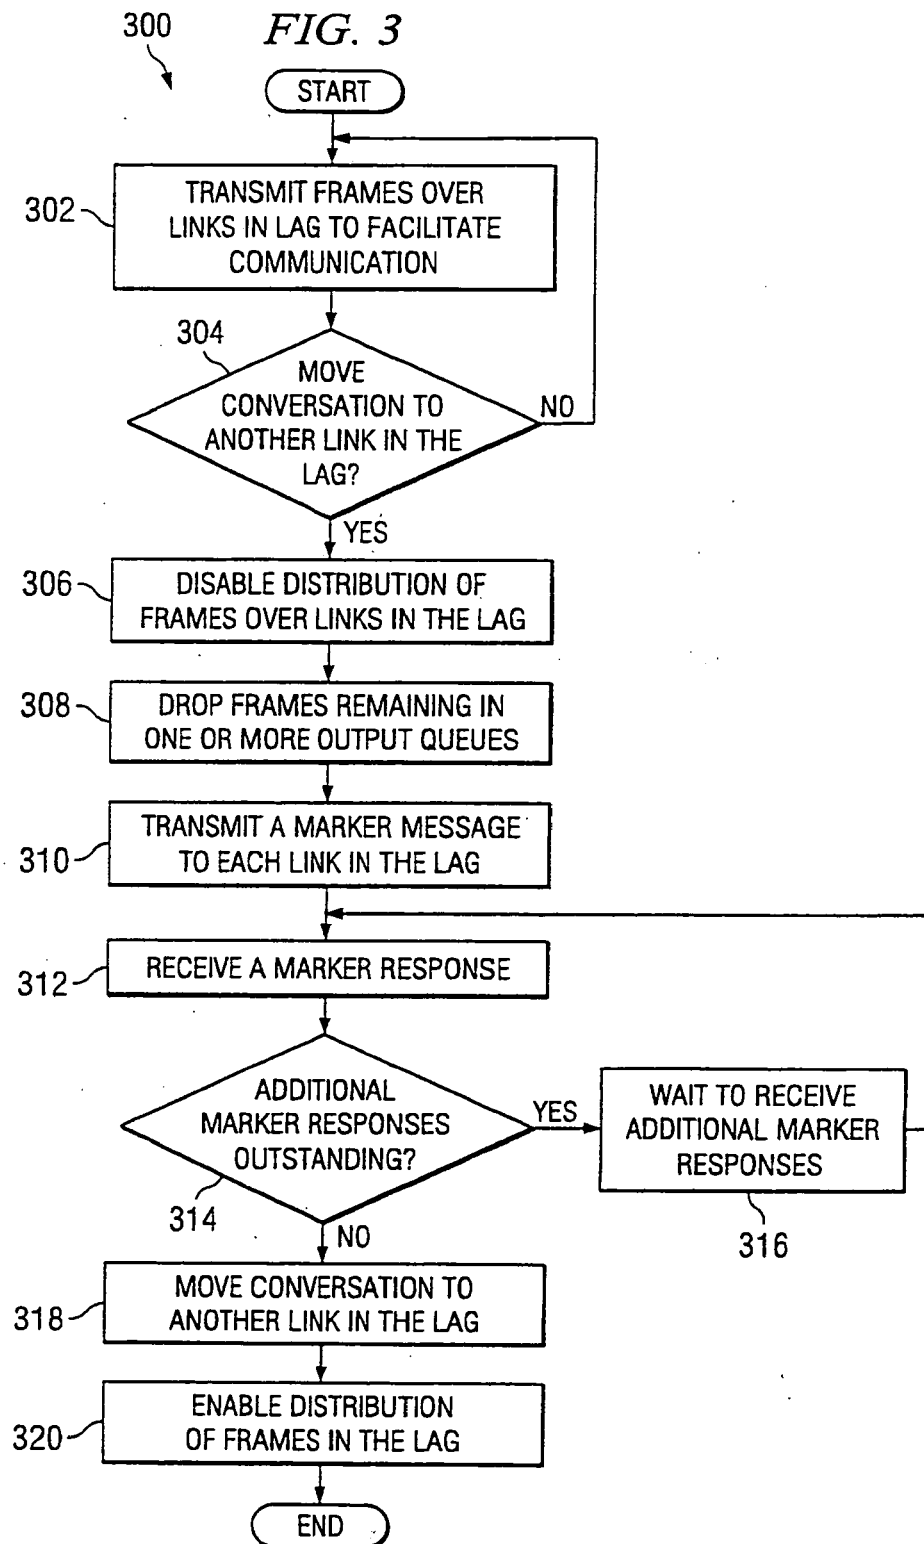 300
FIG. 3
START
302
TRANSMIT FRAMES OVER
LINKS IN LAG TO FACILITATE
COMMUNICATION
304
MOVE
CONVERSATION TO
ANOTHER LINK IN THE
LAG?
NO
YES
306
DISABLE DISTRIBUTION OF
FRAMES OVER LINKS IN THE LAG
308
DROP FRAMES REMAINING IN
ONE OR MORE OUTPUT QUEUES
310
TRANSMIT A MARKER MESSAGE
TO EACH LINK IN THE LAG
312
RECEIVE A MARKER RESPONSE
ADDITIONAL
MARKER RESPONSES
OUTSTANDING?
314
YES
WAIT TO RECEIVE
ADDITIONAL MARKER
RESPONSES
316
NO
318
MOVE CONVERSATION TO
ANOTHER LINK IN THE LAG
320
ENABLE DISTRIBUTION
OF FRAMES IN THE LAG
END